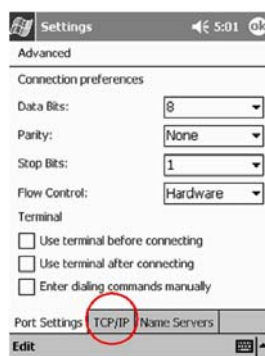 Settings 5:01 ok
Advanced
Connection preferences
Data Bits: 8
Parity: None
Stop Bits: 1
Flow Control: Hardware
Terminal
Use terminal before connecting
Use terminal after connecting
Enter dialing commands manually
Port Settings TCP/IP Name Servers
Edit